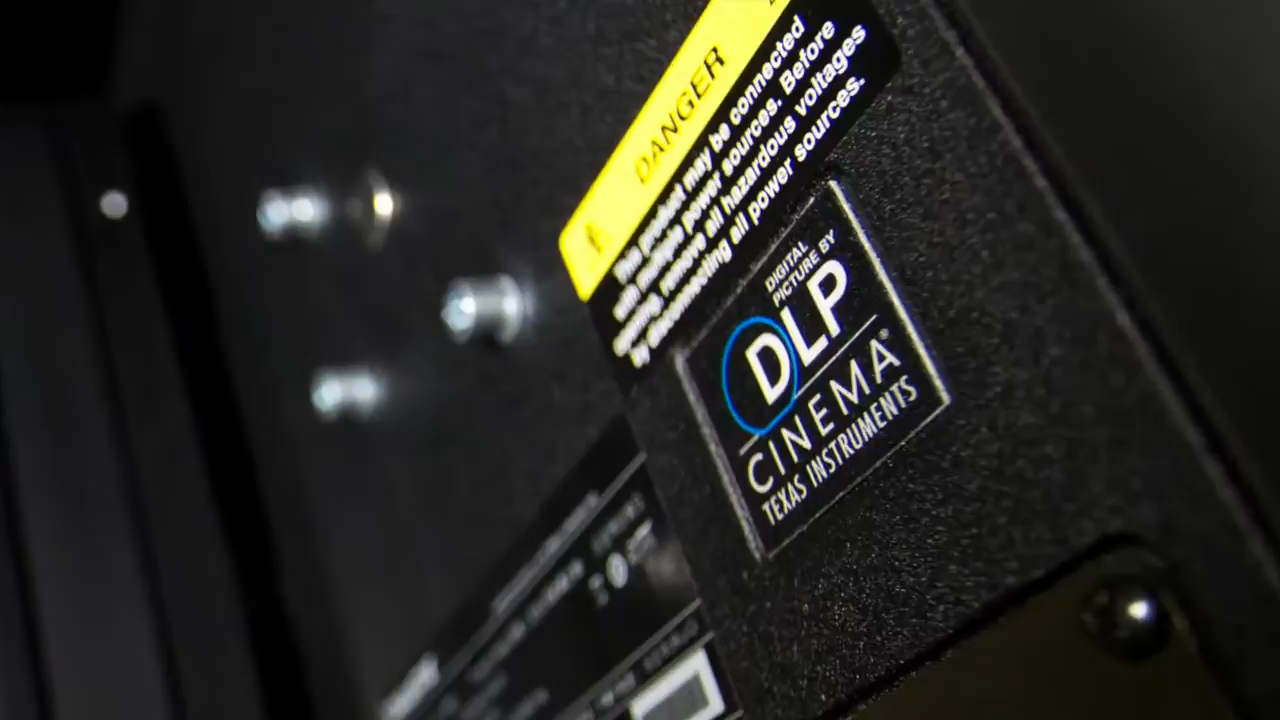 DANGER
This product may be connected
with multiple power sources. Before
opening, remove all hazardous voltages
by disconnecting all power sources.
DIGITAL
PICTURE BY
DLP
CINEMA®
TEXAS INSTRUMENTS